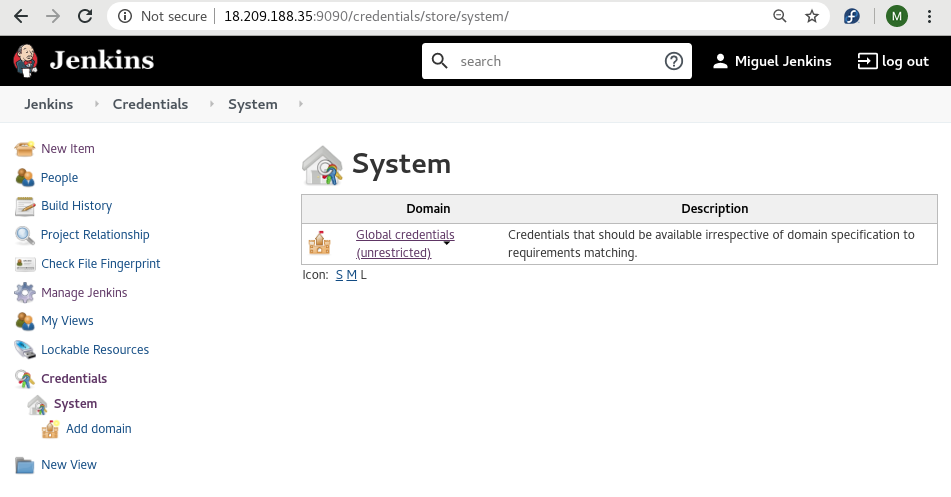 Not secure 18.209.188.35:9090/credentials/store/system/ M
Jenkins search ? Miguel Jenkins log out
Jenkins Credentials System
New Item
People
Build History
Project Relationship
Check File Fingerprint
Manage Jenkins
My Views
Lockable Resources
Credentials
System
Add domain
New View
System
Domain Description
Global credentials Credentials that should be available irrespective of domain specification to
(unrestricted) requirements matching.
Icon: S M L